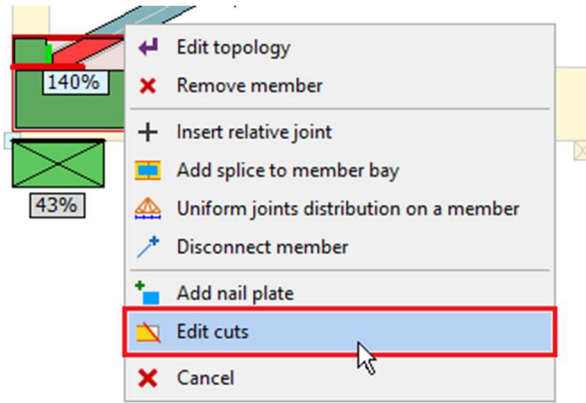 Edit topology
140%
Remove member
Insert relative joint
Add splice to member bay
43%
Uniform joints distribution on a member
Disconnect member
Add nail plate
Edit cuts
Cancel